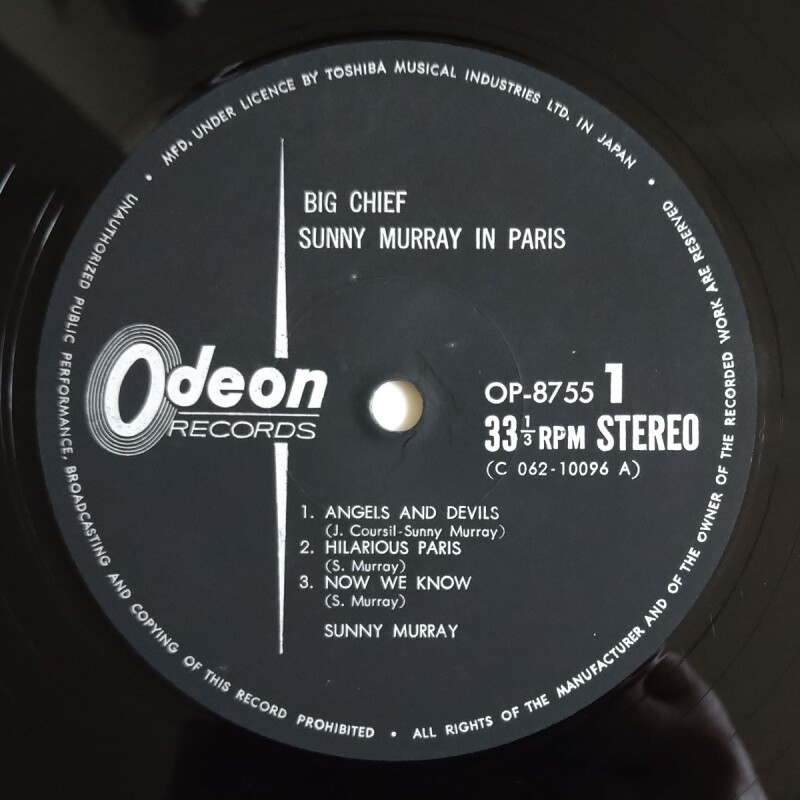 MFD. UNDER LICENCE BY TOSHIBA MUSICAL INDUSTRIES LTD. IN JAPAN
BIG CHIEF
SUNNY MURRAY IN PARIS
Odeon
RECORDS
OP-8755 1
33 1/3 RPM STEREO
(C 062-10096 A)
1. ANGELS AND DEVILS
(J. Coursil-Sunny Murray)
2. HILARIOUS PARIS
(S. Murray)
3. NOW WE KNOW
(S. Murray)
SUNNY MURRAY
UNAUTHORIZED PUBLIC PERFORMANCE, BROADCASTING AND COPYING OF THIS RECORD PROHIBITED • ALL RIGHTS OF THE MANUFACTURER AND OF THE OWNER OF THE RECORDED WORK ARE RESERVED